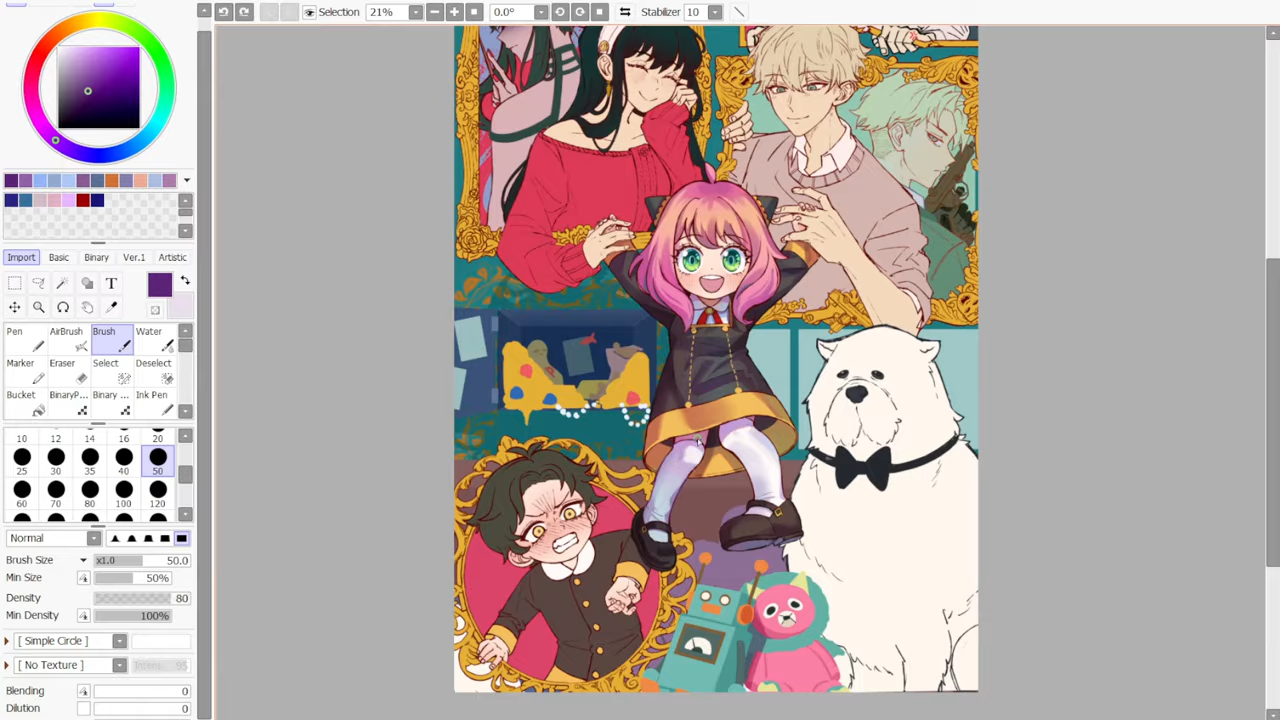 Selection 21% 0.0° Stabilizer 10
Import Basic Binary Ver.1 Artistic
T
Pen AirBrush Brush Water
Marker Eraser Select Deselect
Bucket BinaryP... Binary ... Ink Pen
10 12 14 16 20
25 30 35 40 50
60 70 80 100 120
Normal
Brush Size x1.0 50.0
Min Size 50%
Density 80
Min Density 100%
[ Simple Circle ]
[ No Texture ]
Blending 0
Dilution 0